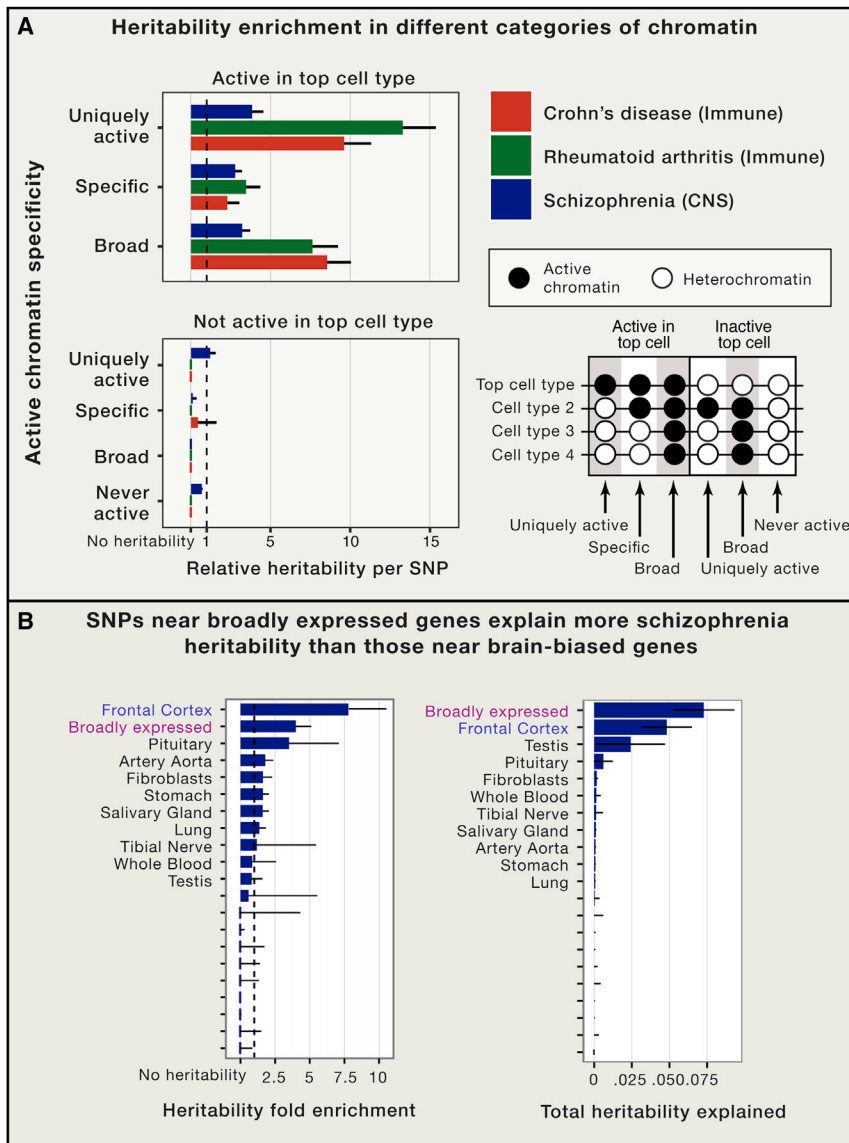 A
Heritability enrichment in different categories of chromatin
Active in top cell type
Active chromatin specificity
Uniquely
active
Specific
Broad
Crohn's disease (Immune)
Rheumatoid arthritis (Immune)
Schizophrenia (CNS)
Active
chromatin
Heterochromatin
Not active in top cell type
Uniquely
active
Specific
Broad
Never
active
No heritability 1 5 10 15
Relative heritability per SNP
Active in
top cell
Inactive
top cell
Top cell type
Cell type 2
Cell type 3
Cell type 4
Uniquely active
Never active
Specific
Broad
Broad
Uniquely active
B
SNPs near broadly expressed genes explain more schizophrenia
heritability than those near brain-biased genes
Frontal Cortex
Broadly expressed
Pituitary
Artery Aorta
Fibroblasts
Stomach
Salivary Gland
Lung
Tibial Nerve
Whole Blood
Testis
No heritability 2.5 5 7.5 10
Heritability fold enrichment
Broadly expressed
Frontal Cortex
Testis
Pituitary
Fibroblasts
Whole Blood
Tibial Nerve
Salivary Gland
Artery Aorta
Stomach
Lung
0 .025 .050 .075
Total heritability explained